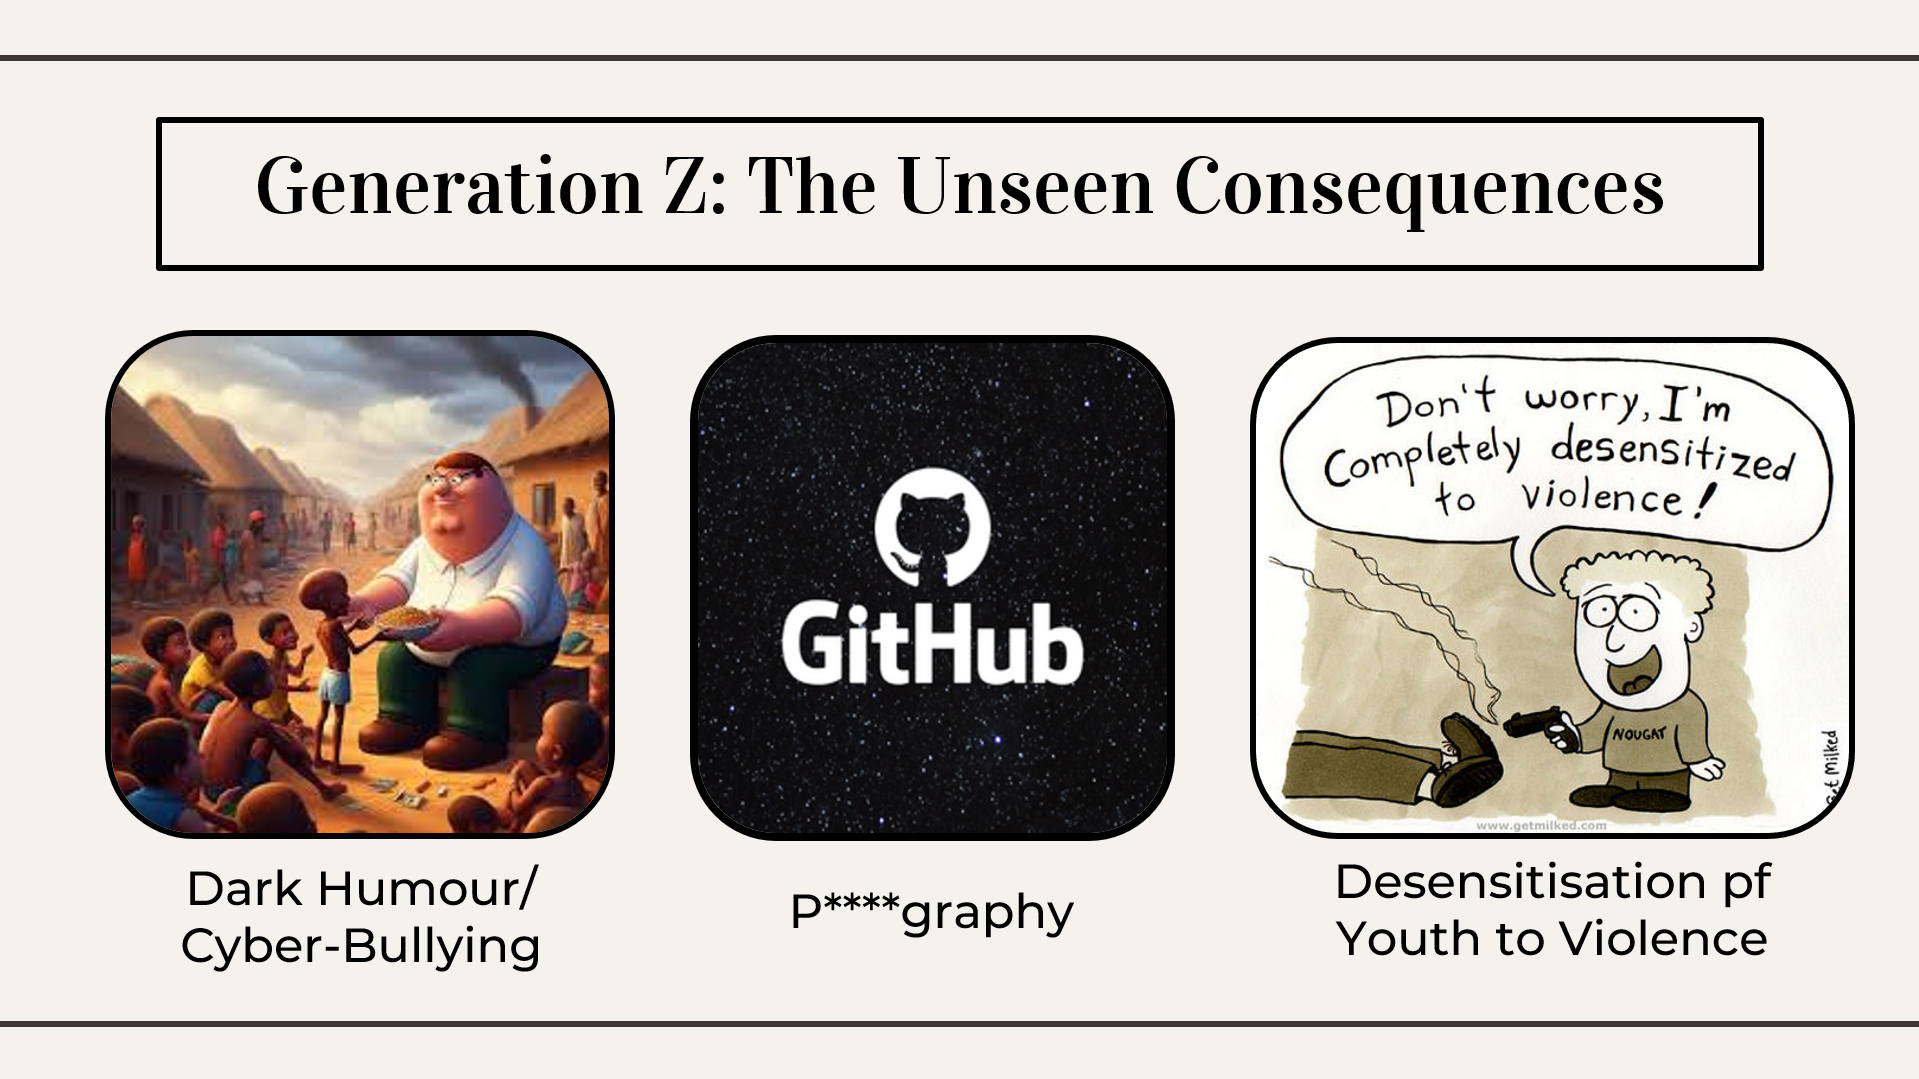 Generation Z: The Unseen Consequences
Don't worry, I'm
Completely desensitized
to violence!
GitHub
NOUGAT
Get Milked
www.getmilked.com
Dark Humour/
Cyber-Bullying
P****graphy
Desensitisation pf
Youth to Violence